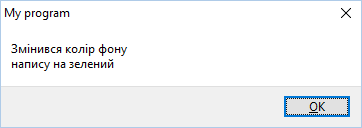 My program
Змінився колір фону
напису на зелений
OK